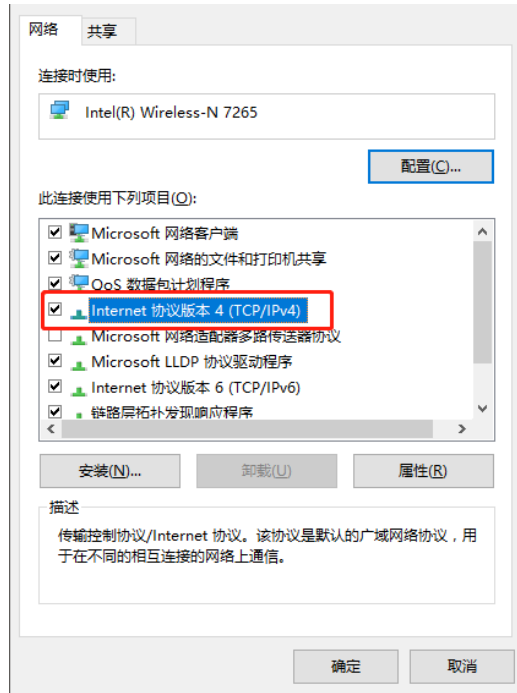 网络
共享
连接时使用:
Intel(R) Wireless-N 7265
配置(C)...
此连接使用下列项目(O):
Microsoft 网络客户端
Microsoft 网络的文件和打印机共享
QoS 数据包计划程序
Internet 协议版本 4 (TCP/IPv4)
Microsoft 网络适配器多路传送器协议
Microsoft LLDP 协议驱动程序
Internet 协议版本 6 (TCP/IPv6)
链路层拓扑发现响应程序
安装(N)...
卸载(U)
属性(R)
描述
传输控制协议/Internet 协议。该协议是默认的广域网络协议，用
于在不同的相互连接的网络上通信。
确定
取消